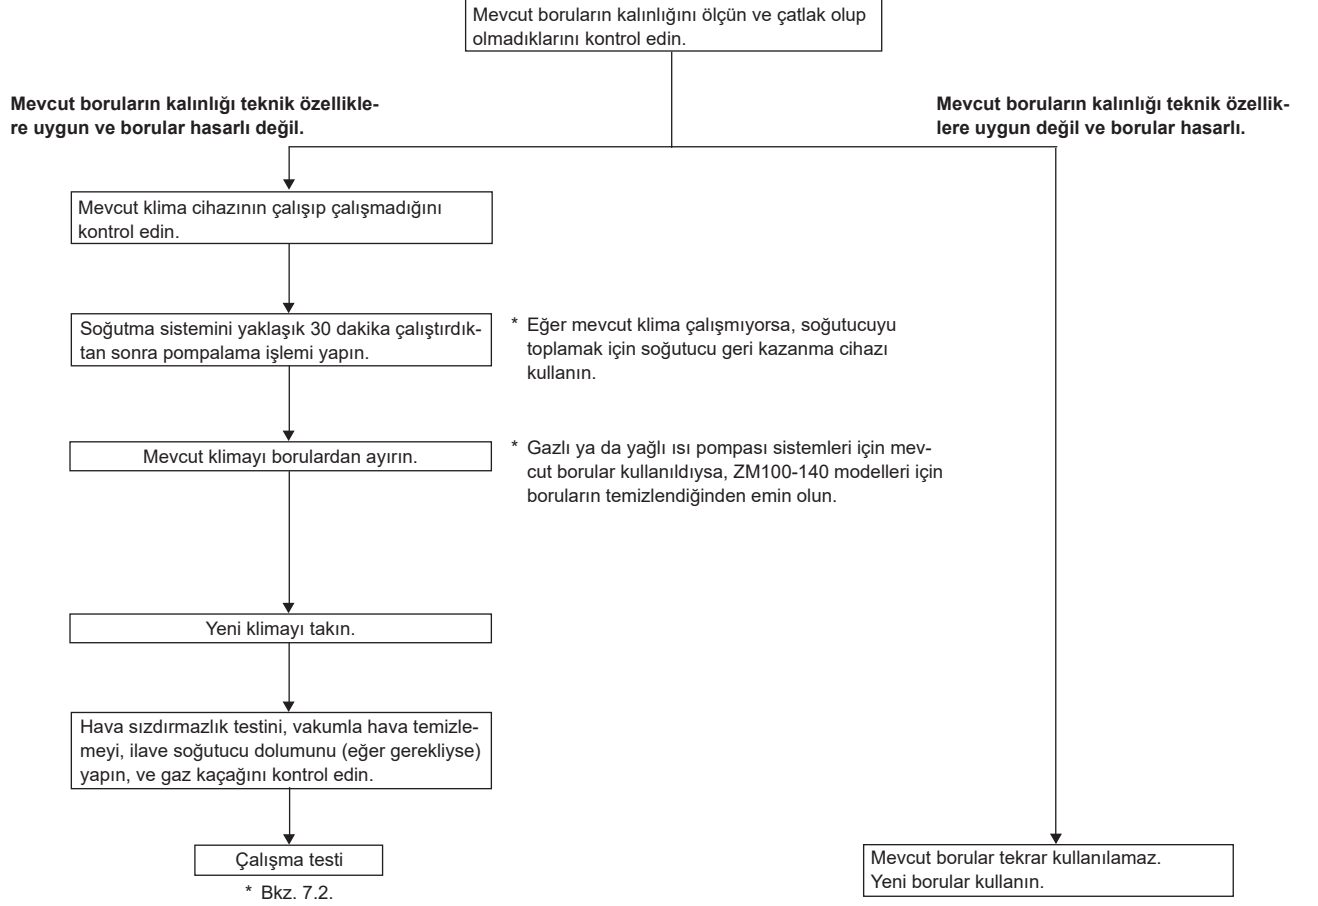 Mevcut boruların kalınlığını ölçün ve çatlak olup
olmadıklarını kontrol edin.
Mevcut boruların kalınlığı teknik özellikle-
re uygun ve borular hasarlı değil.
Mevcut boruların kalınlığı teknik özellik-
lere uygun değil ve borular hasarlı.
Mevcut klima cihazının çalışıp çalışmadığını
kontrol edin.
Soğutma sistemini yaklaşık 30 dakika çalıştırdık-
tan sonra pompalama işlemi yapın.
* Eğer mevcut klima çalışmıyorsa, soğutucuyu
toplamak için soğutucu geri kazanma cihazı
kullanın.
Mevcut klimayı borulardan ayırın.
* Gazlı ya da yağlı ısı pompası sistemleri için mev-
cut borular kullanıldıysa, ZM100-140 modelleri için
boruların temizlendiğinden emin olun.
Yeni klimayı takın.
Hava sızdırmazlık testini, vakumla hava temizle-
meyi, ilave soğutucu dolumunu (eğer gerekliyse)
yapın, ve gaz kaçağını kontrol edin.
Çalışma testi
* Bkz. 7.2.
Mevcut borular tekrar kullanılamaz.
Yeni borular kullanın.